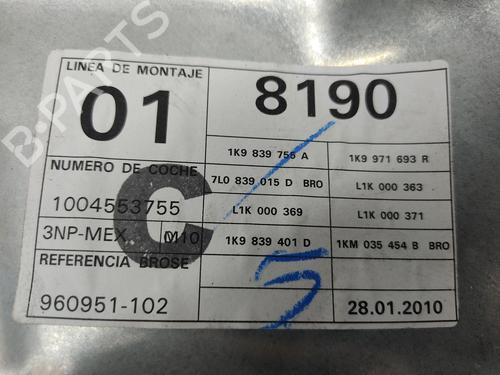 B-PARTS
LINEA DE MONTAJE
01
8190
1K9 839 756 A
1K9 971 693 R
NUMERO DE COCHE
7L0 839 015 D BRO
L1K 000 363
1004553755
L1K 000 369
L1K 000 371
3NP-MEX
M10
1K9 839 401 D
1KM 035 454 B BRO
REFERENCIA BROSE
C
5
960951-102
28.01.2010